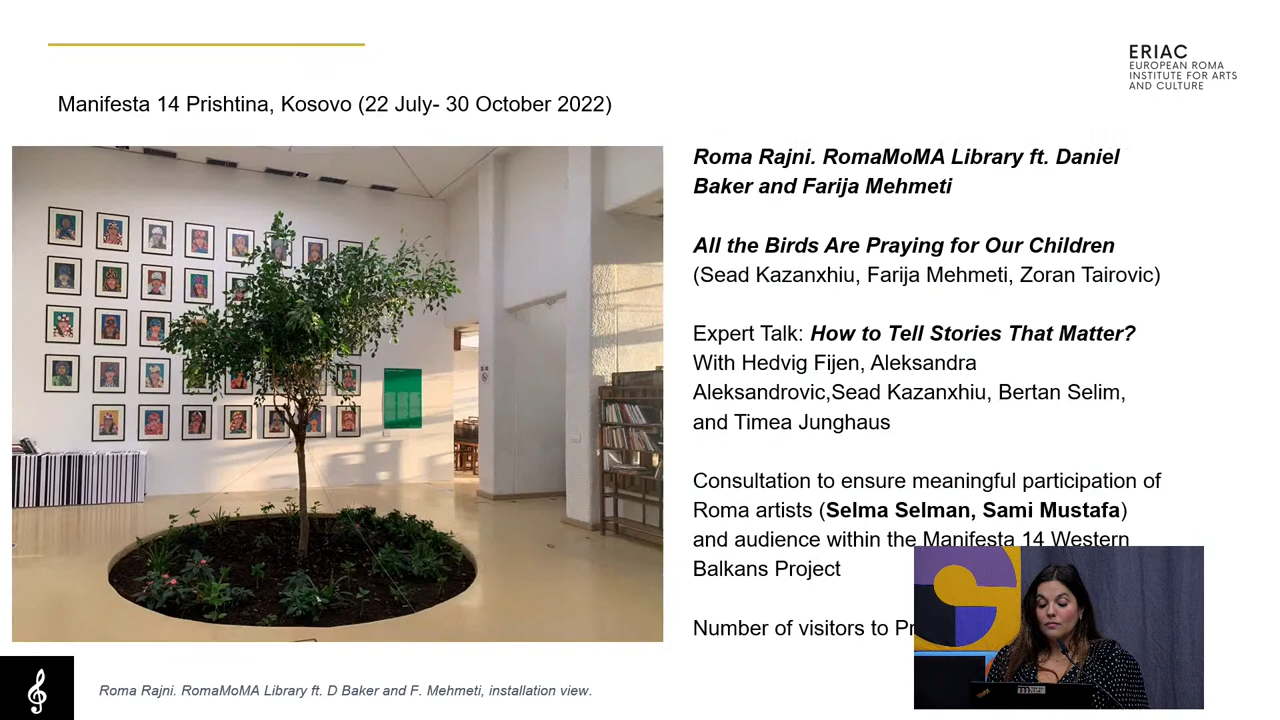 ERIAC
EUROPEAN ROMA
INSTITUTE FOR ARTS
AND CULTURE
Manifesta 14 Prishtina, Kosovo (22 July- 30 October 2022)
Roma Rajni. RomaMoMA Library ft. Daniel
Baker and Farija Mehmeti
All the Birds Are Praying for Our Children
(Sead Kazanxhiu, Farija Mehmeti, Zoran Tairovic)
Expert Talk: How to Tell Stories That Matter?
With Hedvig Fijen, Aleksandra
Aleksandrovic,Sead Kazanxhiu, Bertan Selim,
and Timea Junghaus
Consultation to ensure meaningful participation of
Roma artists (Selma Selman, Sami Mustafa)
and audience within the Manifesta 14 Western
Balkans Project
Number of visitors to
Roma Rajni. RomaMoMA Library ft. D Baker and F. Mehmeti, installation view.